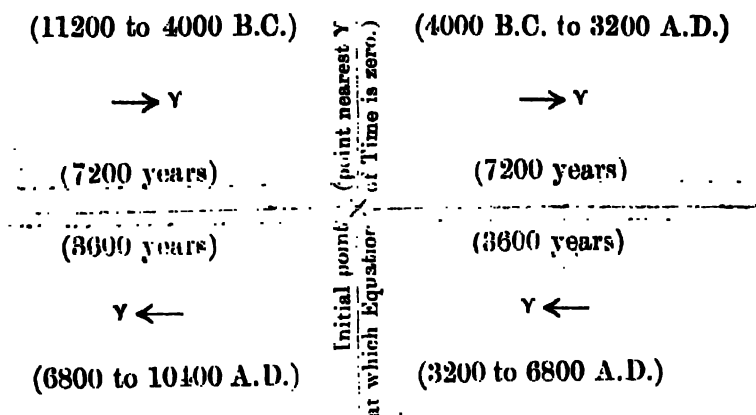 (11200 to 4000 B.C.)
(4000 B.C. to 3200 A.D.)
→ ♈
→ ♈
(7200 years)
(7200 years)
Initial point (point nearest ♈
at which Equation of Time is zero.)
(3600 years)
(3600 years)
♈ ←
♈ ←
(6800 to 10400 A.D.)
(3200 to 6800 A.D.)